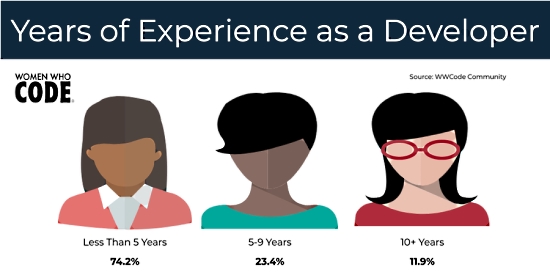 Years of Experience as a Developer
WOMEN WHO
CODE
Source: WWCode Community
Less Than 5 Years
5-9 Years
10+ Years
74.2%
23.4%
11.9%